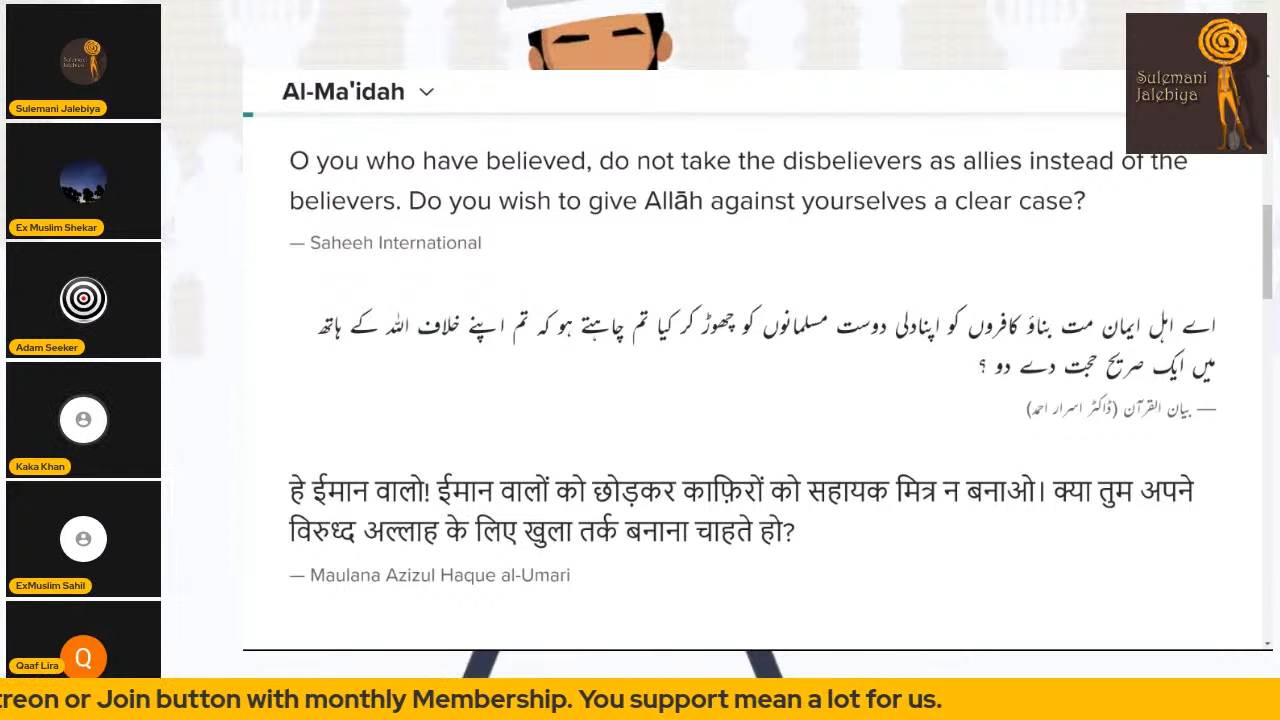 Sulemani Jalebiya
Ex Muslim Shekar
Adam Seeker
Kaka Khan
ExMuslim Sahil
Qaaf Lira
Q
Al-Ma'idah
Sulemani
Jalebiya
O you who have believed, do not take the disbelievers as allies instead of the
believers. Do you wish to give Allāh against yourselves a clear case?
— Saheeh International
اے اہل ایمان مت بناؤ کافروں کو اپنادلی دوست مسلمانوں کو چھوڑ کر کیا تم چاہتے ہو کہ تم اپنے خلاف اللہ کے ہاتھ
میں ایک صریح حجت دے دو ؟
— بیان القرآن (ڈاکٹر اسرار احمد)
हे ईमान वालो! ईमान वालों को छोड़कर काफ़िरों को सहायक मित्र न बनाओ। क्या तुम अपने
विरुध्द अल्लाह के लिए खुला तर्क बनाना चाहते हो?
— Maulana Azizul Haque al-Umari
treon or Join button with monthly Membership. You support mean a lot for us.